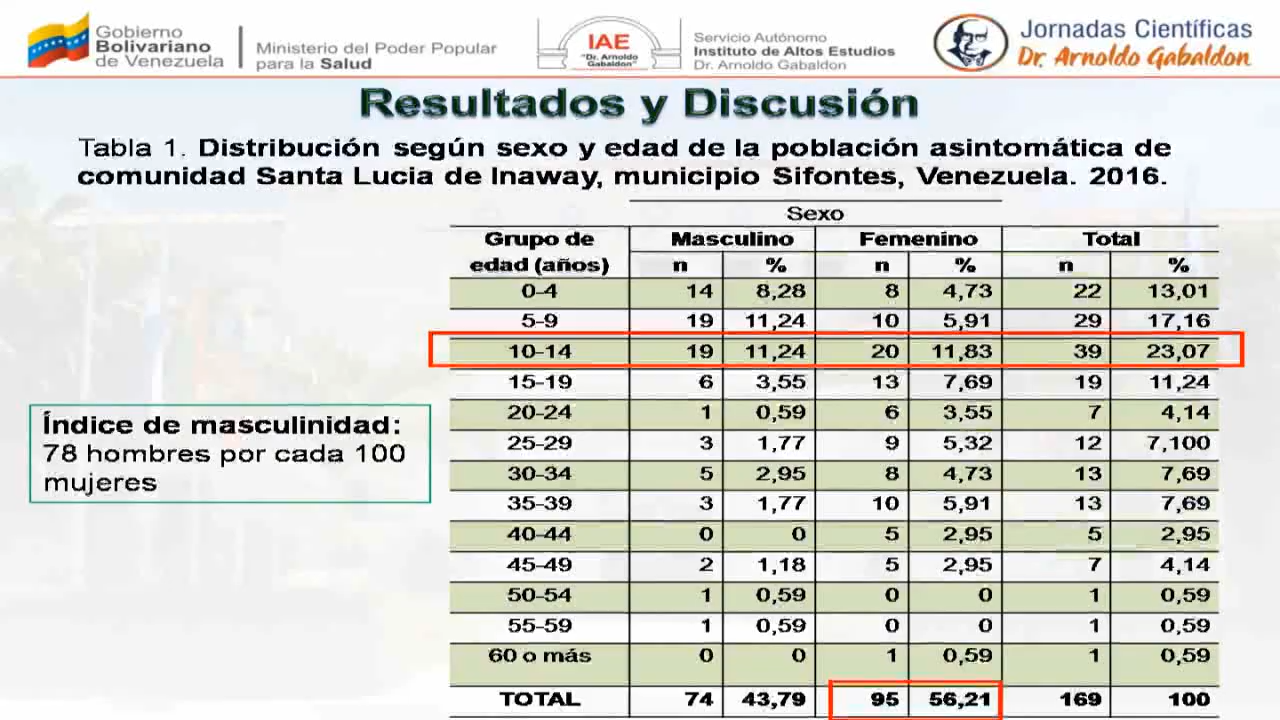 Gobierno
Bolivariano
de Venezuela
Ministerio del Poder Popular
para la Salud
IAE
"Dr. Arnoldo
Gabaldon"
Servicio Autónomo
Instituto de Altos Estudios
Dr. Arnoldo Gabaldon
Jornadas Científicas
Dr. Arnoldo Gabaldon
Resultados y Discusión
Tabla 1. Distribución según sexo y edad de la población asintomática de
comunidad Santa Lucia de Inaway, municipio Sifontes, Venezuela. 2016.
Sexo
Grupo de Masculino Femenino Total
edad (años) n % n % n %
0-4 14 8,28 8 4,73 22 13,01
5-9 19 11,24 10 5,91 29 17,16
10-14 19 11,24 20 11,83 39 23,07
15-19 6 3,55 13 7,69 19 11,24
20-24 1 0,59 6 3,55 7 4,14
25-29 3 1,77 9 5,32 12 7,100
30-34 5 2,95 8 4,73 13 7,69
35-39 3 1,77 10 5,91 13 7,69
40-44 0 0 5 2,95 5 2,95
45-49 2 1,18 5 2,95 7 4,14
50-54 1 0,59 0 0 1 0,59
55-59 1 0,59 0 0 1 0,59
60 o más 0 0 1 0,59 1 0,59
TOTAL 74 43,79 95 56,21 169 100
Índice de masculinidad:
78 hombres por cada 100
mujeres